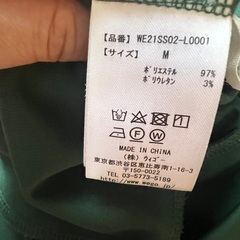 【品番】 WE21SS02-L0001
【サイズ】 M
ポリエステル 97%
ポリウレタン 3%
MADE IN CHINA
(株) ウィゴー
東京都渋谷区恵比寿南1-16-3
〒150-0022
TEL 03-5773-5189
http://www.wego.jp